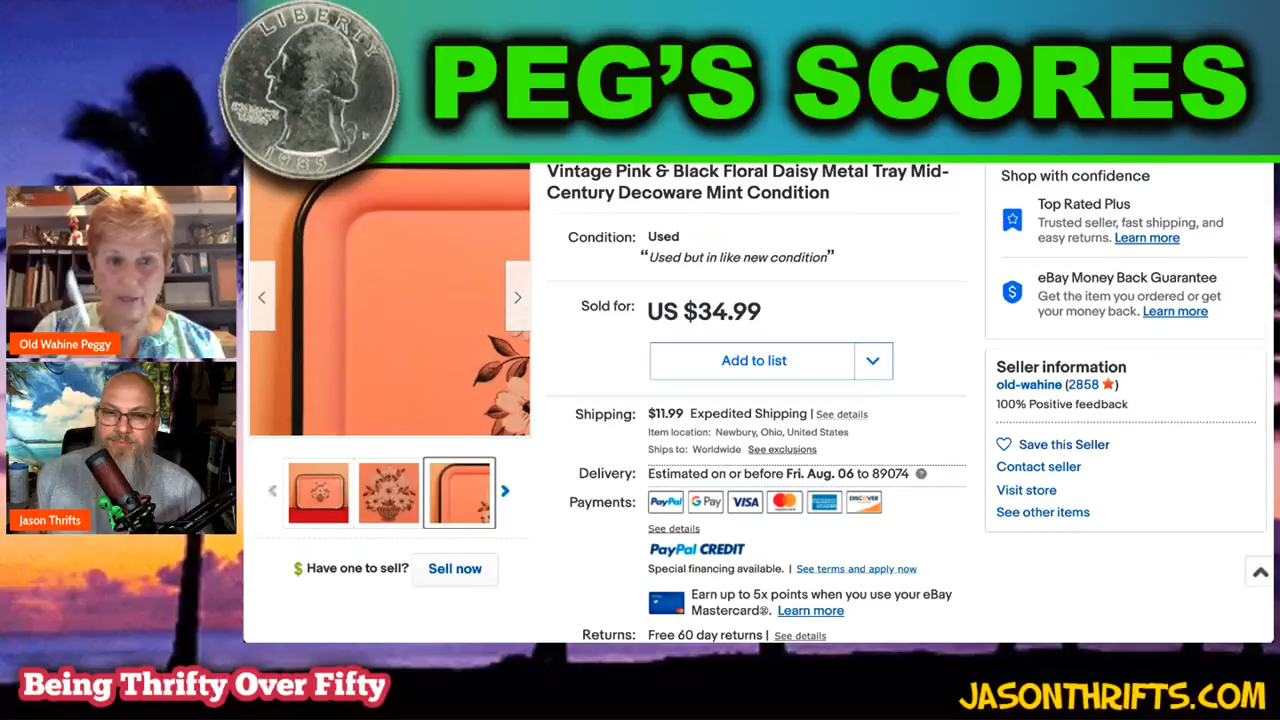 LIBERTY
1985
PEG'S SCORES
Vintage Pink & Black Floral Daisy Metal Tray Mid-
Century Decoware Mint Condition
Condition: Used
"Used but in like new condition"
Sold for: US $34.99
Add to list
Shipping: $11.99 Expedited Shipping | See details
Item location: Newbury, Ohio, United States
Ships to: Worldwide See exclusions
Delivery: Estimated on or before Fri. Aug. 06 to 89074
Payments: PayPal G Pay VISA MasterCard AMERICAN EXPRESS DISCOVER
See details
PayPal CREDIT
Special financing available. | See terms and apply now
Earn up to 5x points when you use your eBay
Mastercard®. Learn more
Returns: Free 60 day returns | See details
Have one to sell? Sell now
Shop with confidence
Top Rated Plus
Trusted seller, fast shipping, and
easy returns. Learn more
eBay Money Back Guarantee
Get the item you ordered or get
your money back. Learn more
Seller information
old-wahine (2858)
100% Positive feedback
Save this Seller
Contact seller
Visit store
See other items
Old Wahine Peggy
Jason Thrifts
Being Thrifty Over Fifty
JASONTHRIFTS.COM